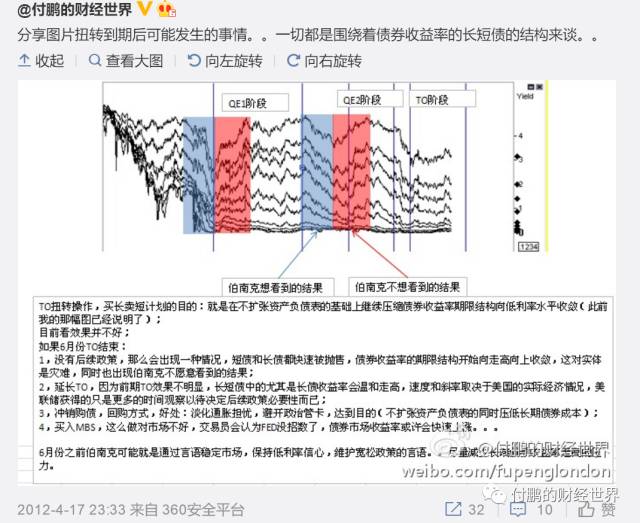 @付鹏的财经世界
分享图片扭转到期后可能发生的事情。。一切都是围绕着债券收益率的长短债的结构来谈。。
收起 查看大图 向左旋转 向右旋转
QE1阶段 QE2阶段 TO阶段
Yield
4
3
2
1
1234
伯南克想看到的结果 伯南克不想看到的结果
TO扭转操作,买长卖短计划的目的:就是在不扩张资产负债表的基础上继续压缩债券收益率期限结构向低利率水平收敛(此前
我的那幅图已经说明了);
目前看效果并不好;
如果6月份TO结束:
1,没有后续政策,那么会出现一种情况,短债和长债都快速被抛售,债券收益率的期限结构开始向走高向上收敛,这对实体
是灾难,同时也出现伯南克不愿意看到的结果;
2,延长TO,因为前期TO效果不明显,长短债中的尤其是长债收益率会温和走高,速度和斜率取决于美国的实际经济情况,美
联储获得的只是更多的时间观察以待决定后续政策必要性而已;
3,冲销购债,回购方式,好处:淡化通胀担忧,避开政治管卡,达到目的(不扩张资产负债表的同时压低长期债券成本);
4,买入MBS,这么做对市场不好,交易员会认为FED没招数了,债券市场收益率或许会快速上涨。。。
6月份之前伯南克可能就是通过言语稳定市场,保持低利率信心,维护宽松政策的言语。
力。
@付鹏的财经世界
weibo.com/fupenglondon
付鹏的财经世界
2012-4-17 23:33 来自 360安全平台 32 10 赞